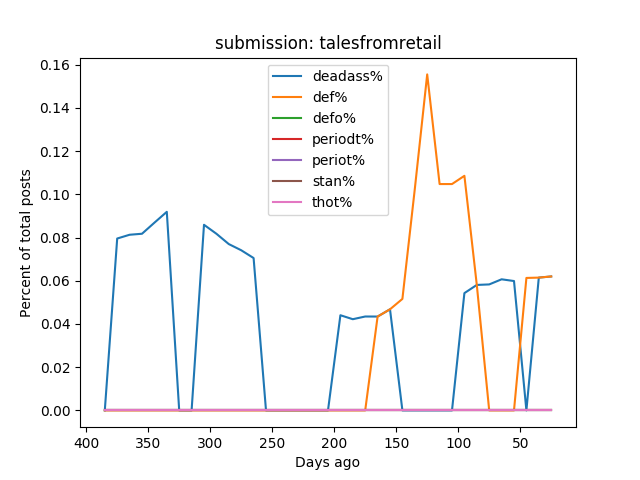 submission: talesfromretail
0.16
0.14
0.12
0.10
0.08
0.06
0.04
0.02
0.00
Percent of total posts
deadass%
def%
defo%
periodt%
periot%
stan%
thot%
400 350 300 250 200 150 100 50
Days ago